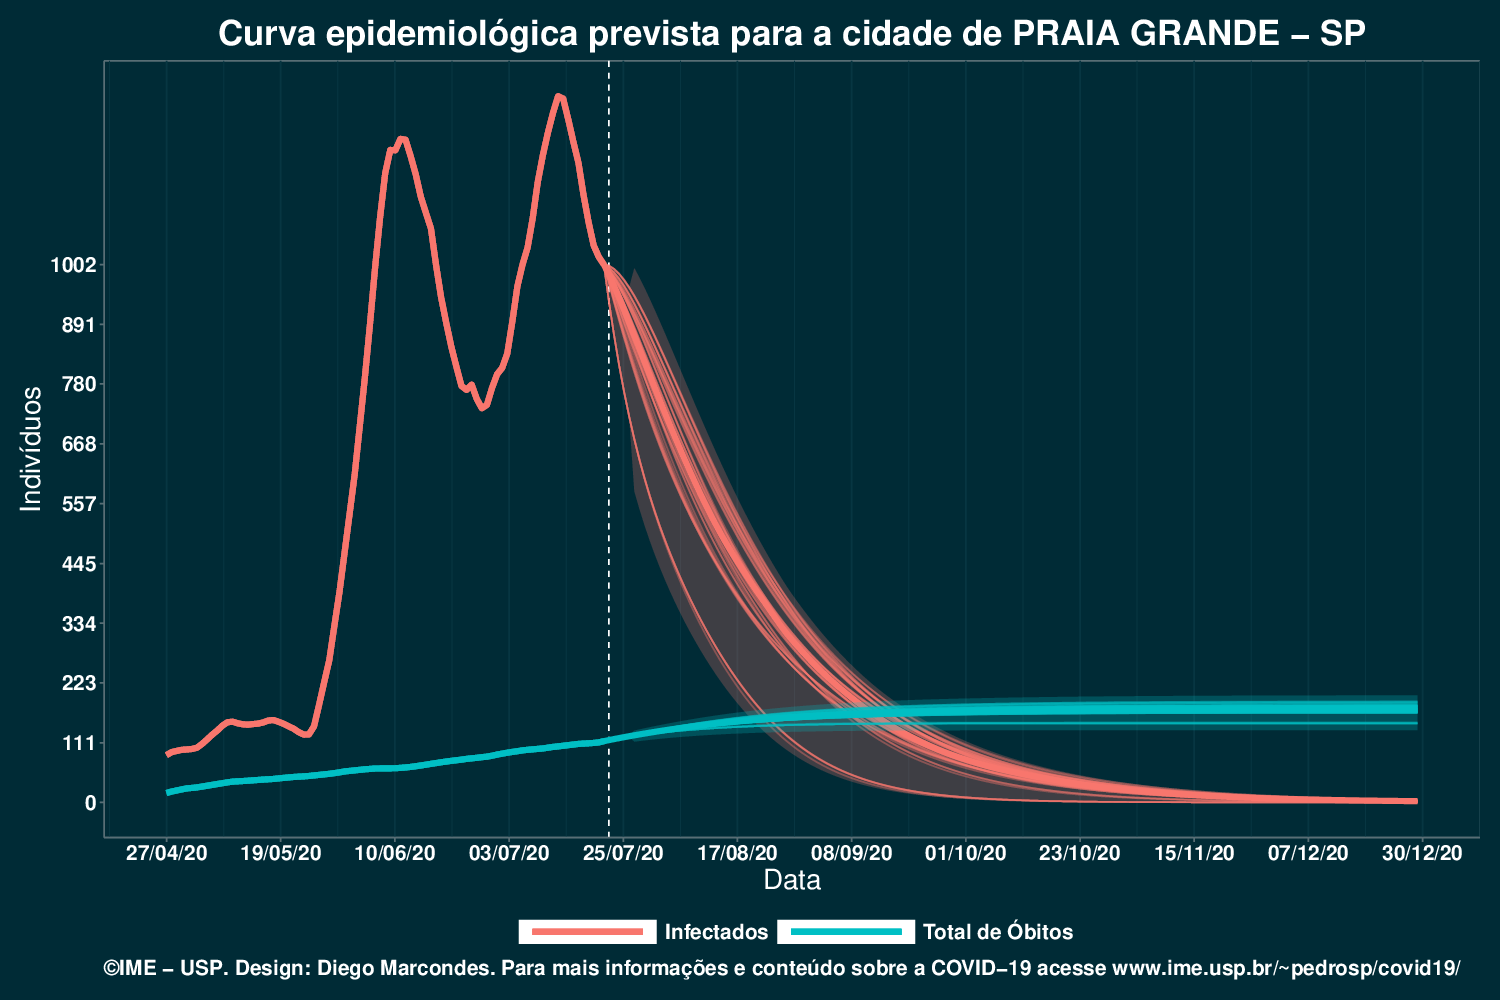 Curva epidemiológica prevista para a cidade de PRAIA GRANDE – SP
Indivíduos
1002
891
780
668
557
445
334
223
111
0
27/04/20 19/05/20 10/06/20 03/07/20 25/07/20 17/08/20 08/09/20 01/10/20 23/10/20 15/11/20 07/12/20 30/12/20
Data
Infectados Total de Óbitos
©IME – USP. Design: Diego Marcondes. Para mais informações e conteúdo sobre a COVID–19 acesse www.ime.usp.br/~pedrosp/covid19/